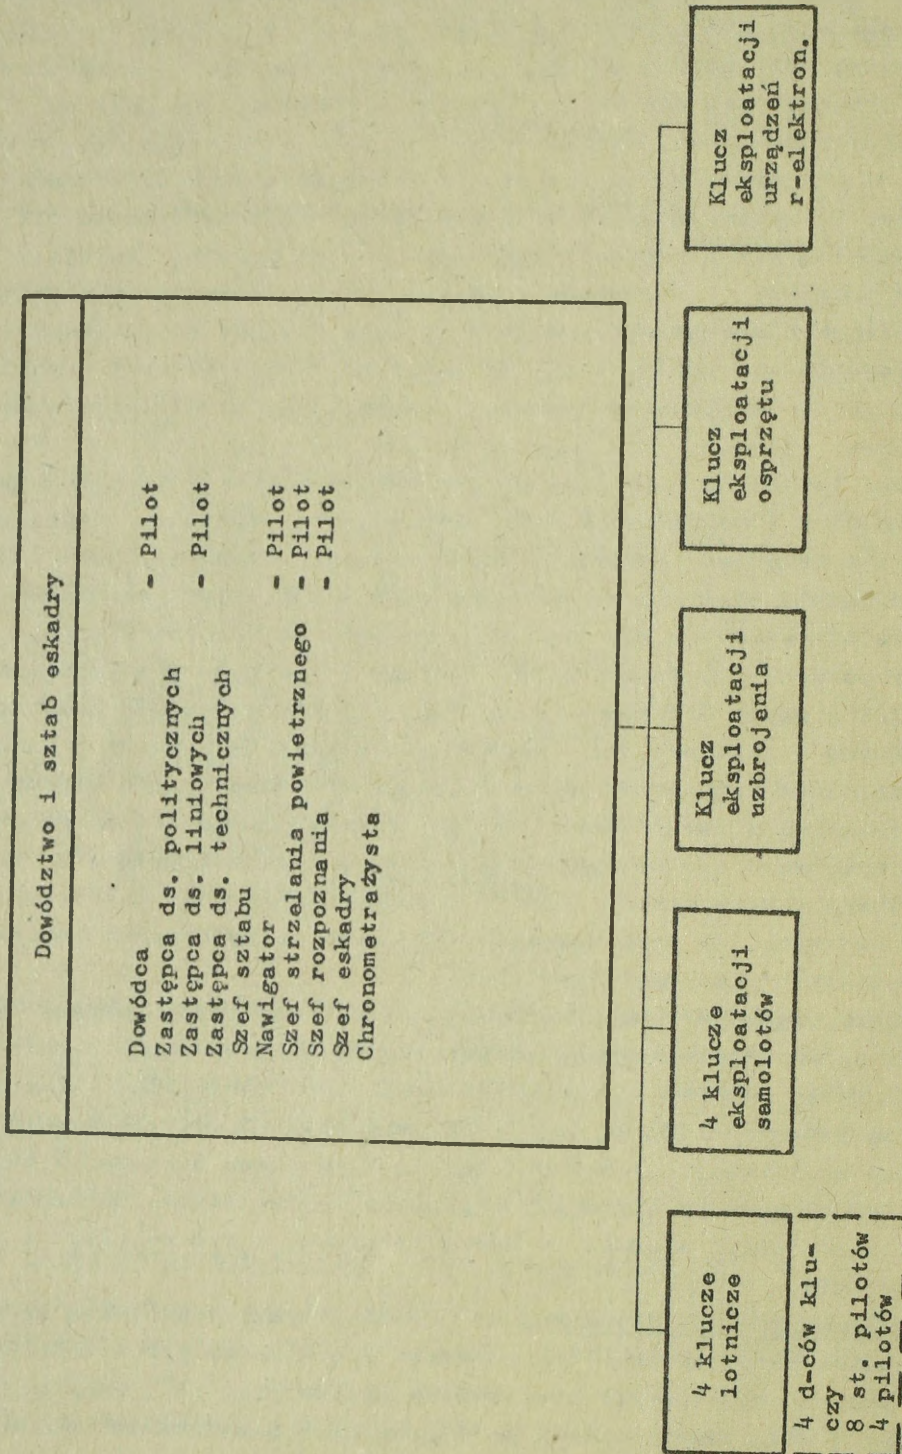 Dowództwo i sztab eskadry
Dowódca - Pilot
Zastępca ds. politycznych
Zastępca ds. liniowych - Pilot
Zastępca ds. technicznych
Szef sztabu
Nawigator - Pilot
Szef strzelania powietrznego - Pilot
Szef rozpoznania - Pilot
Szef eskadry
Chronometrażysta
4 klucze
lotnicze
4 d-ców klu-
czy
8 st. pilotów
4 pilotów
4 klucze
eksploatacji
samolotów
Klucz
eksploatacji
uzbrojenia
Klucz
eksploatacji
osprzętu
Klucz
eksploatacji
urządzeń
r-elektron.